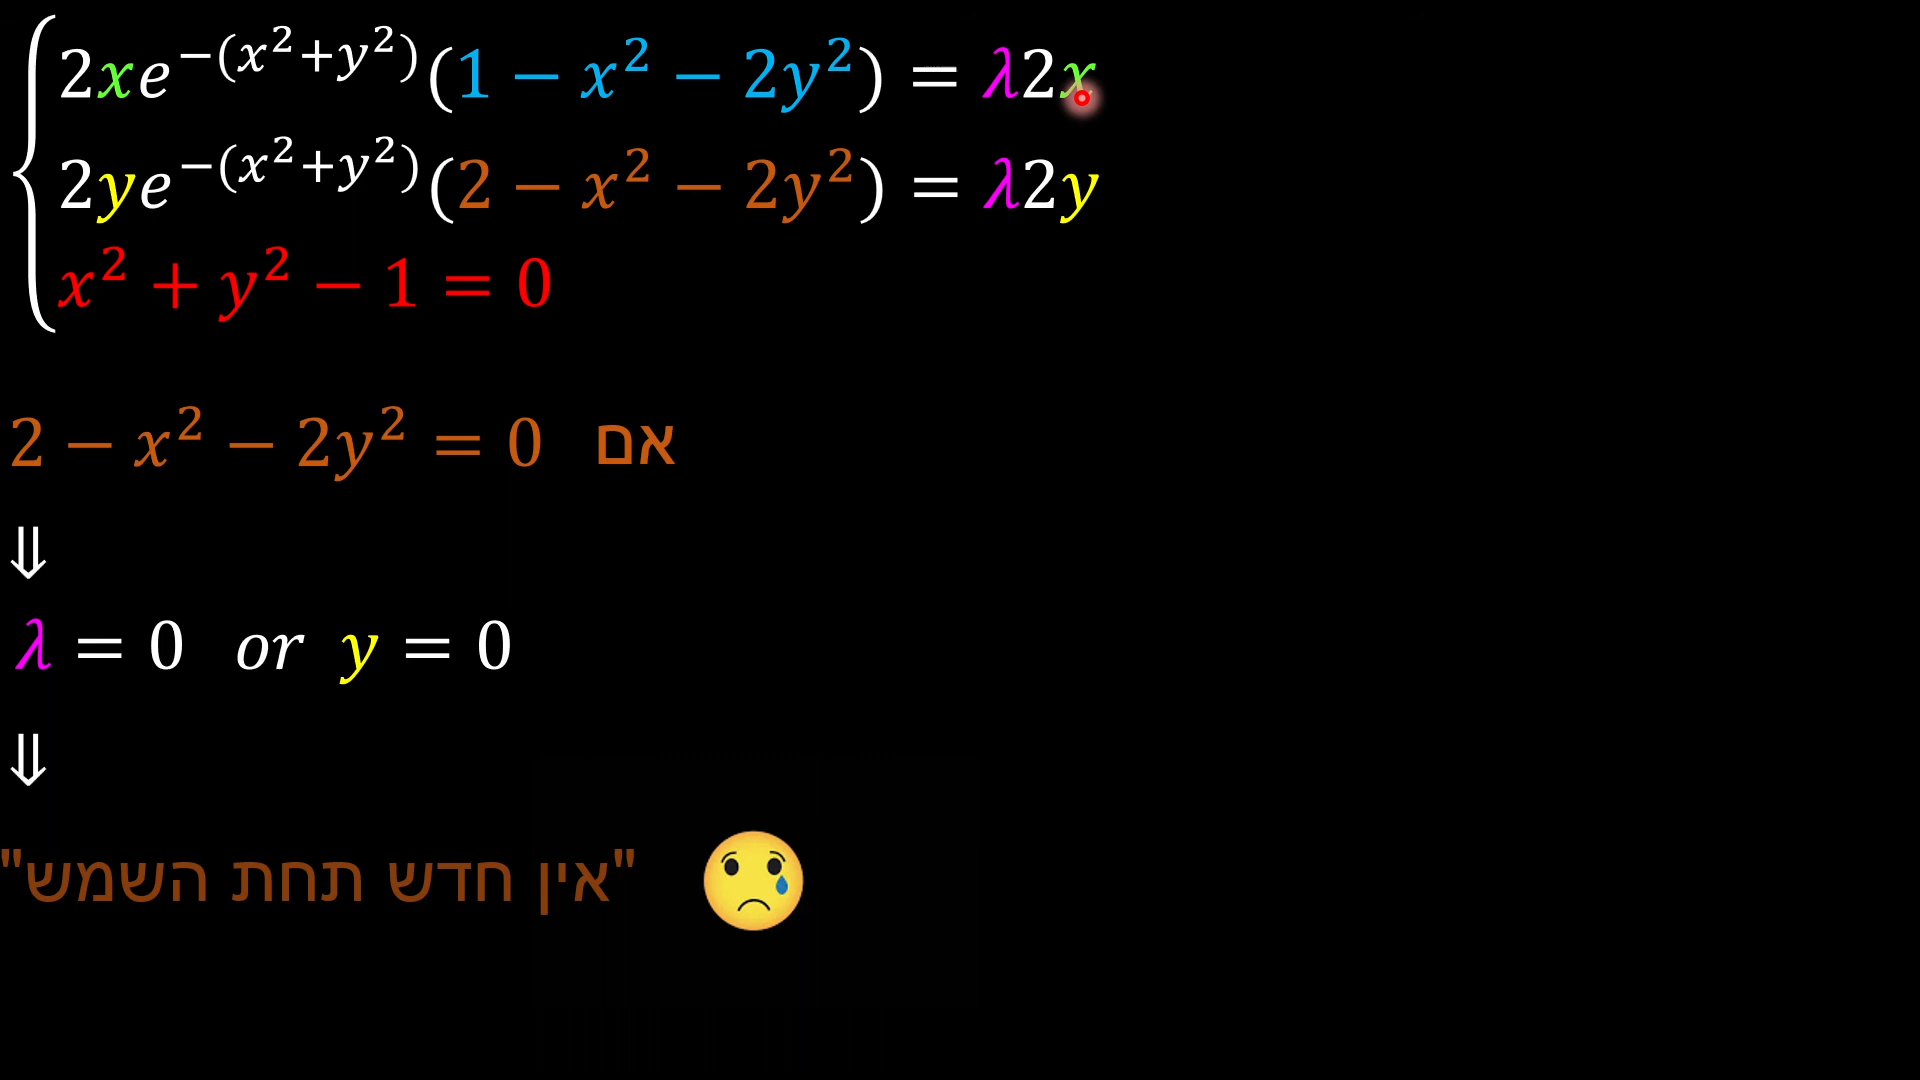 2xe^{-(x^2+y^2)}(1 − x^2 − 2y^2) = λ2x
2ye^{-(x^2+y^2)}(2 − x^2 − 2y^2) = λ2y
x^2 + y^2 − 1 = 0
אם 2 − x^2 − 2y^2 = 0
⇓
λ = 0 or y = 0
⇓
"אין חדש תחת השמש"